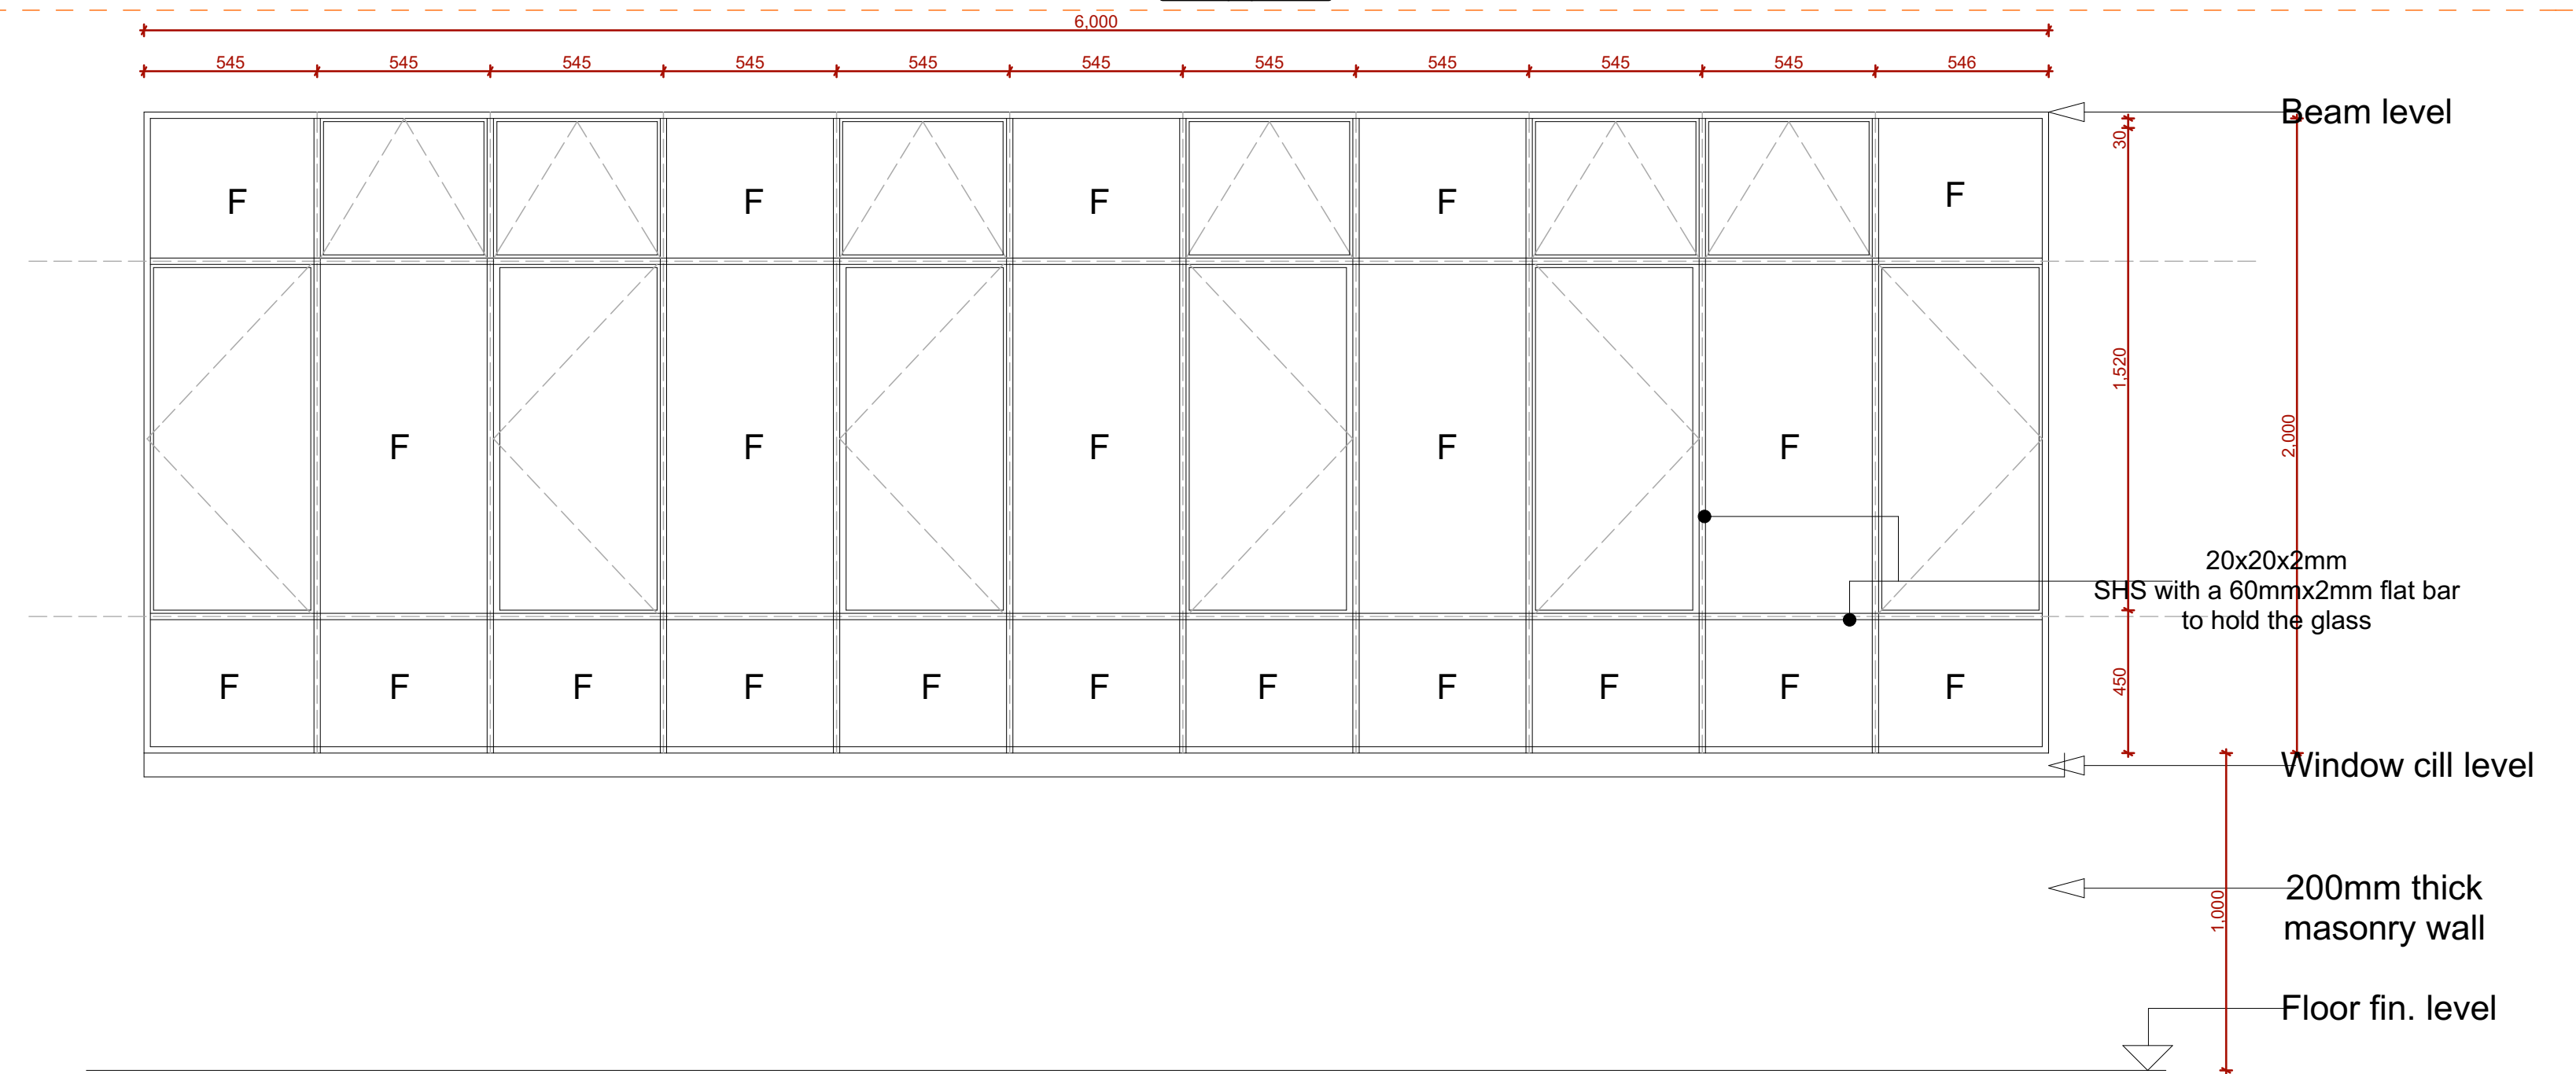 6,000
545 545 545 545 545 545 545 545 545 545 546
Beam level
30
F F F F F
1,520
2,000
F F F F F
20x20x2mm
SHS with a 60mmx2mm flat bar
to hold the glass
450
F F F F F F F F F F F
Window cill level
200mm thick
masonry wall
1,000
Floor fin. level